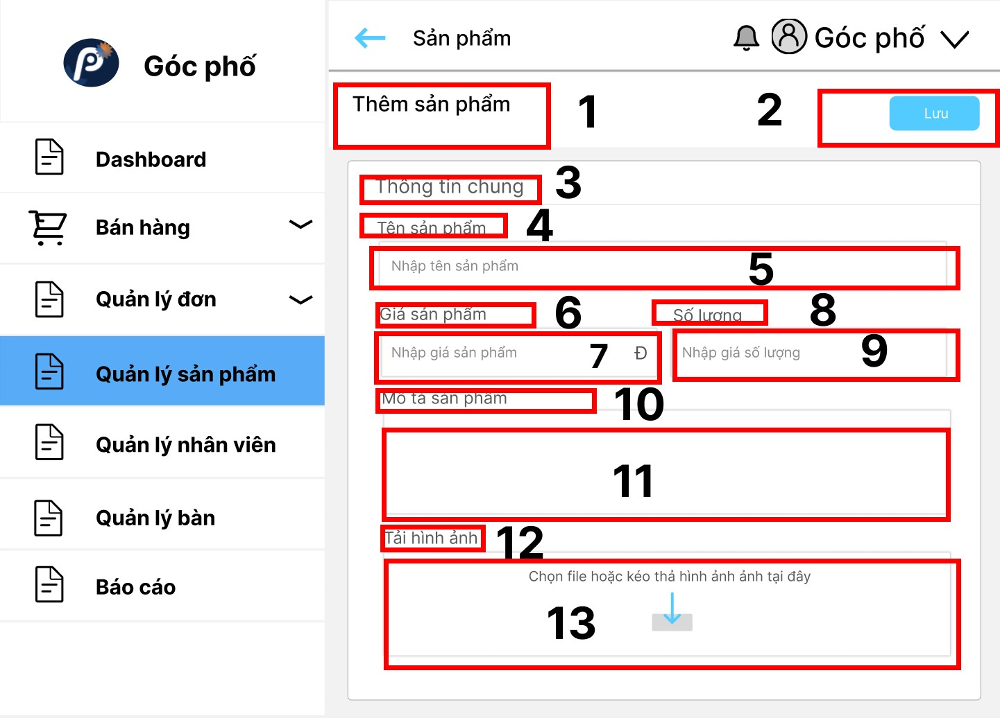 Góc phố
Dashboard
Bán hàng
Quản lý đơn
Quản lý sản phẩm
Quản lý nhân viên
Quản lý bàn
Báo cáo
Sản phẩm
Góc phố
Thêm sản phẩm
1
2
Lưu
Thông tin chung
3
Tên sản phẩm
4
Nhập tên sản phẩm
5
Giá sản phẩm
6
Số lượng
8
Nhập giá sản phẩm
7
Đ
Nhập giá số lượng
9
Mô tả sản phẩm
10
11
Tải hình ảnh
12
Chọn file hoặc kéo thả hình ảnh ảnh tại đây
13